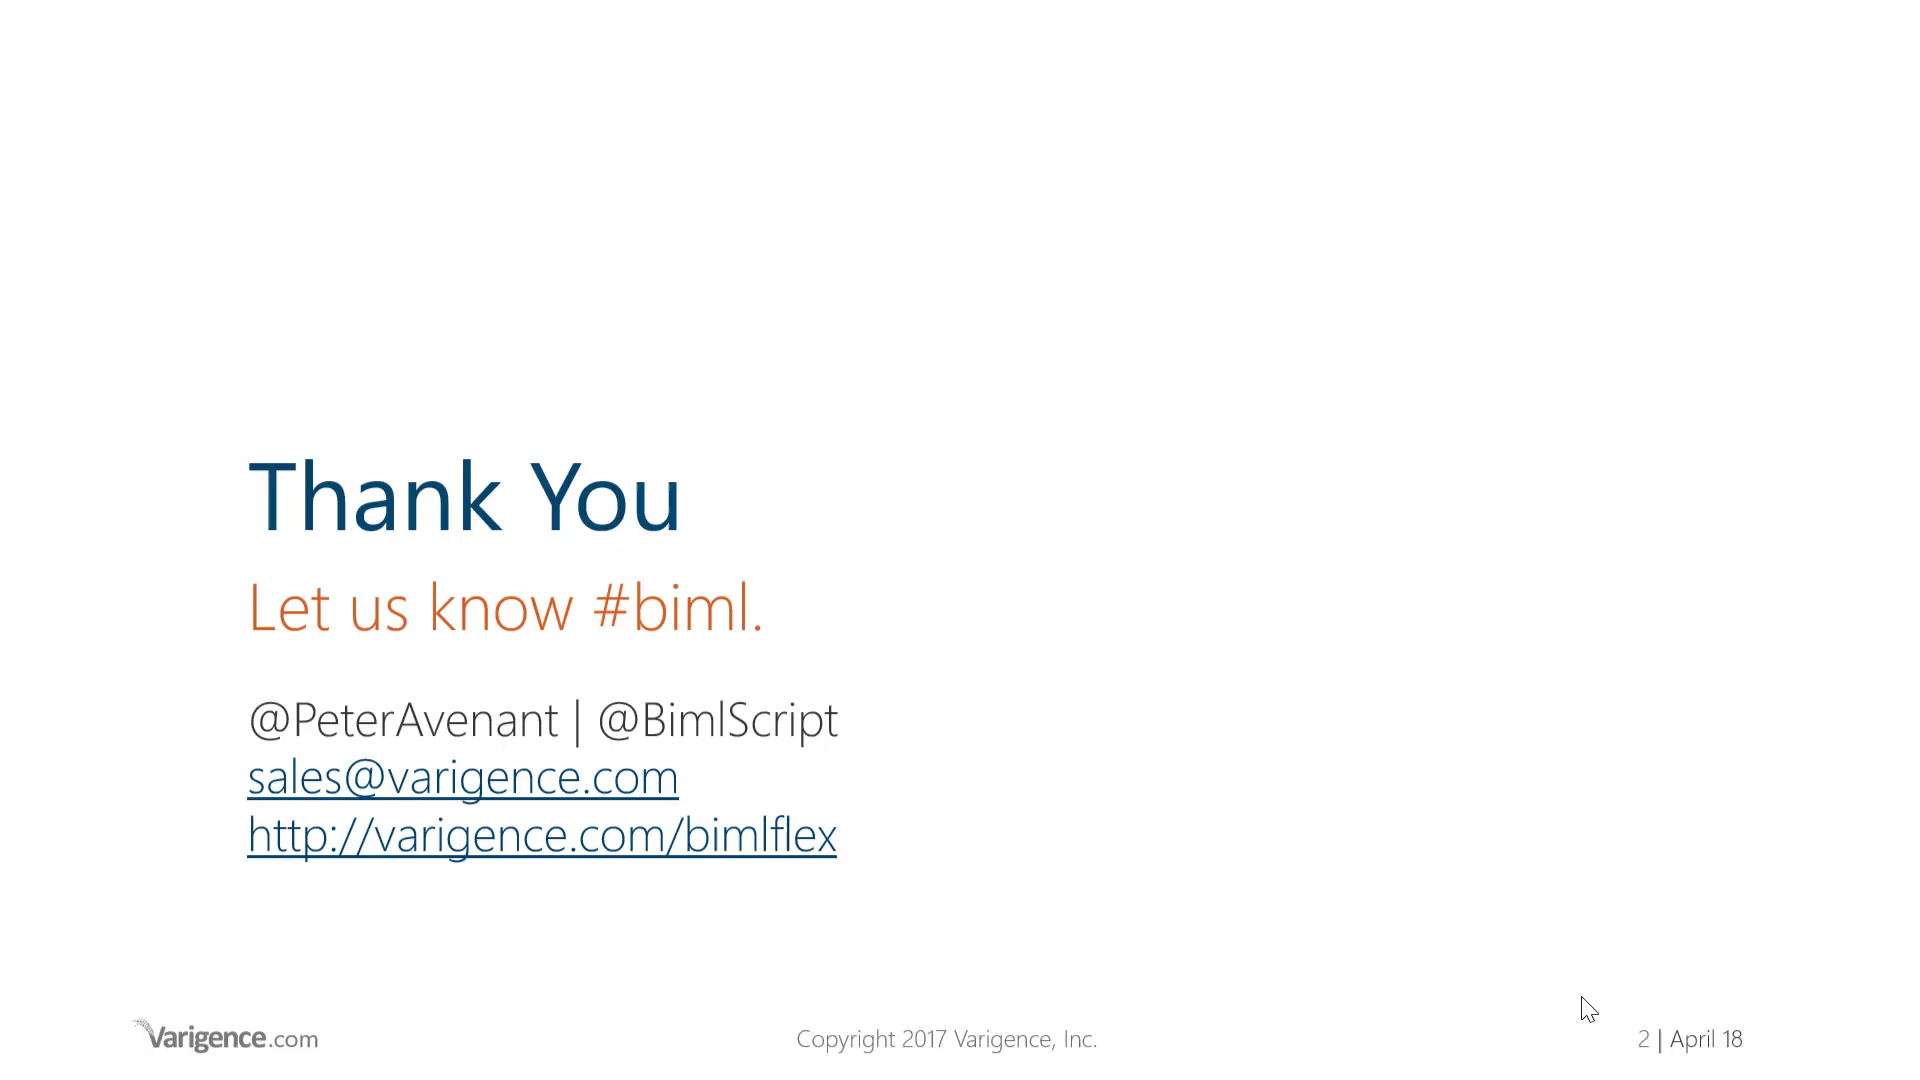 Thank You
Let us know #biml.
@PeterAvenant | @BimlScript
sales@varigence.com
http://varigence.com/bimlflex
Varigence.com
Copyright 2017 Varigence, Inc.
2 | April 18